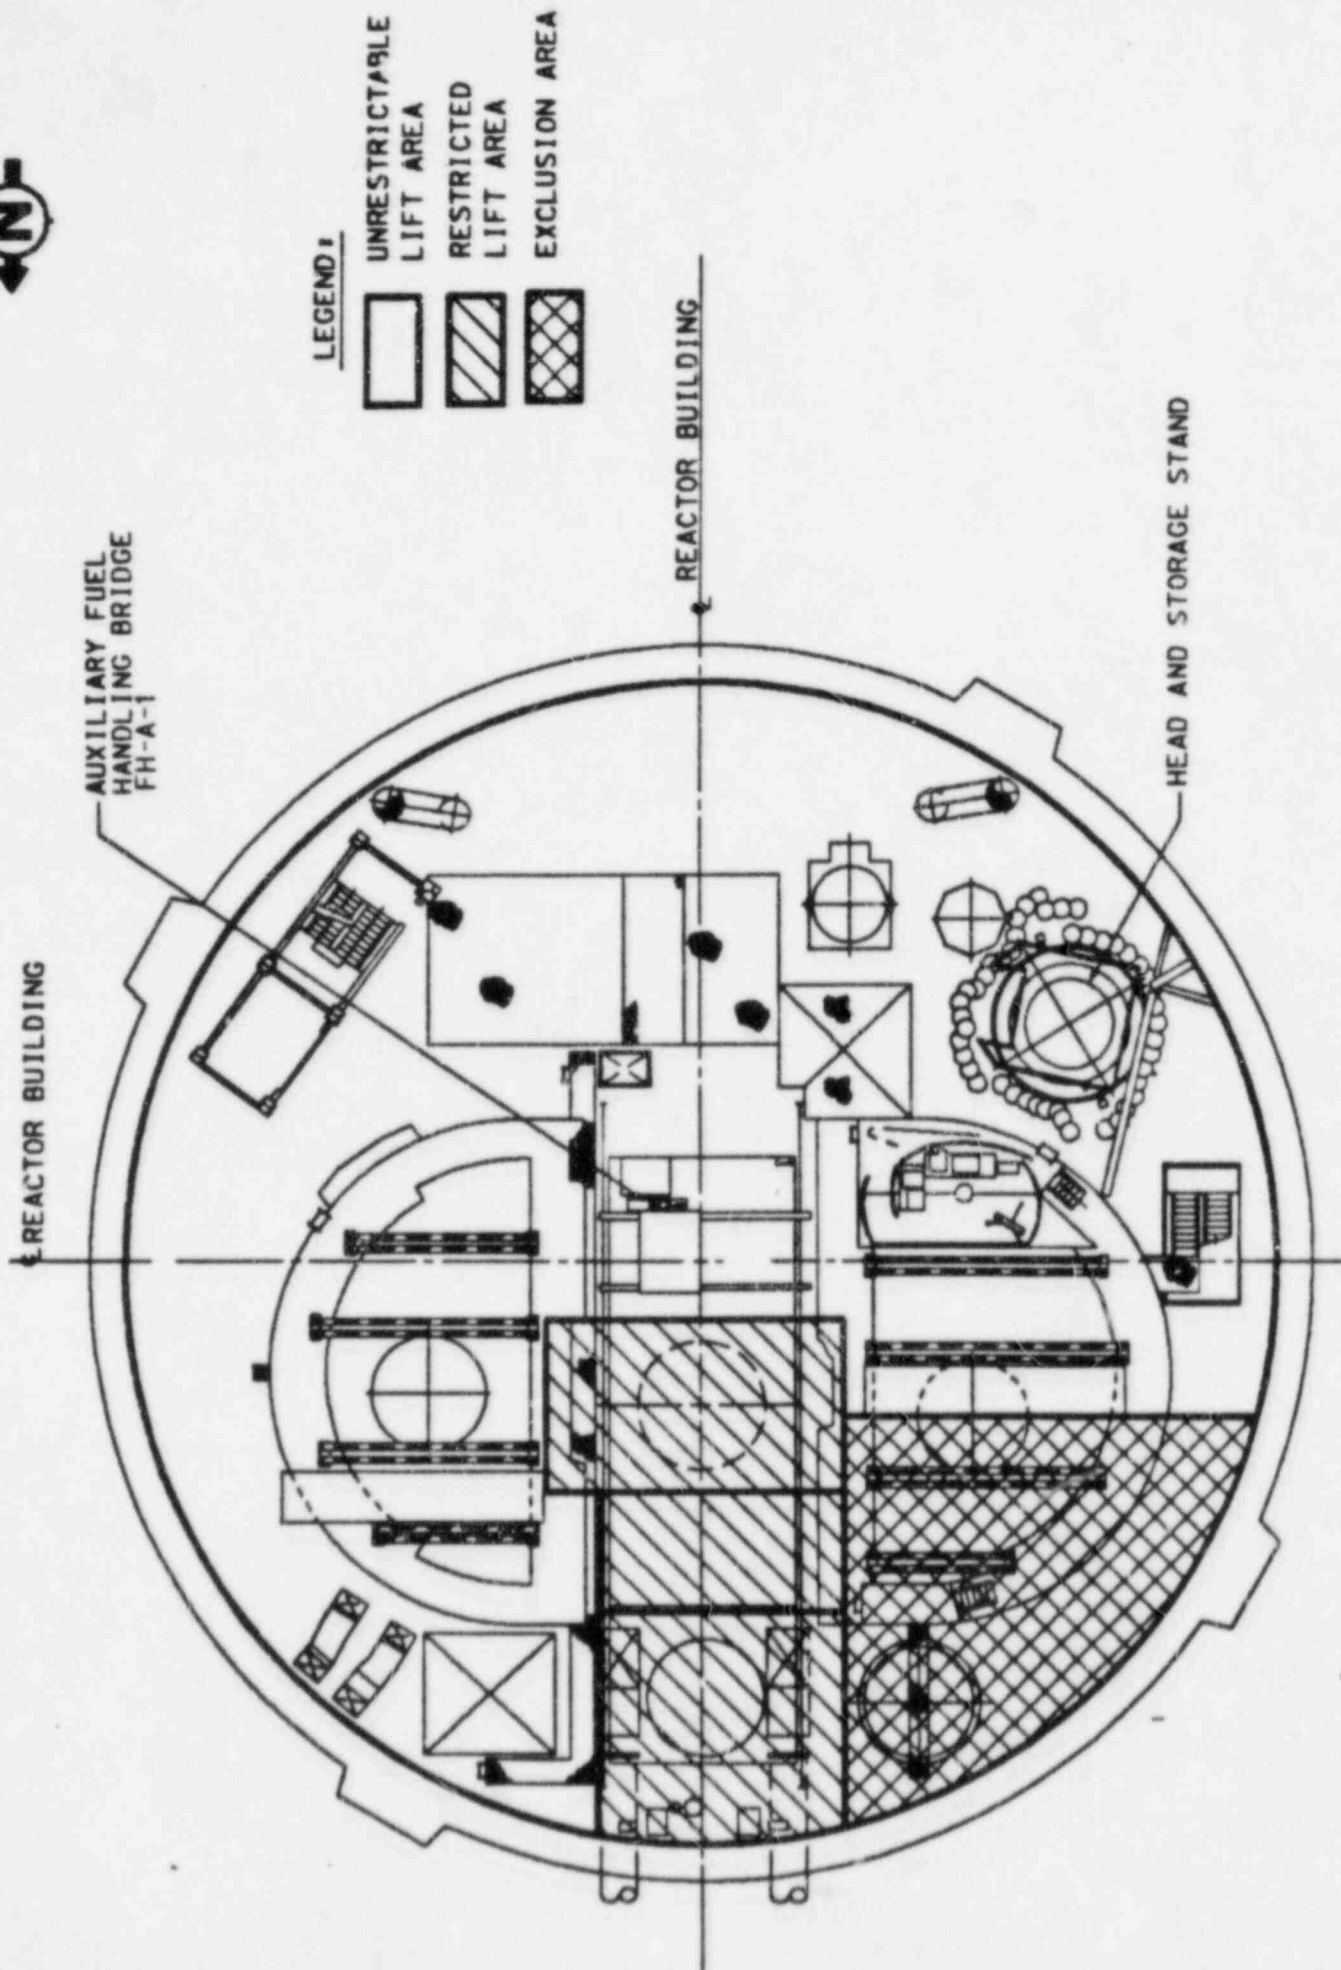 N
LEGEND:
UNRESTRICTABLE
LIFT AREA
RESTRICTED
LIFT AREA
EXCLUSION AREA
AUXILIARY FUEL
HANDLING BRIDGE
FH-A-1
℄ REACTOR BUILDING
REACTOR BUILDING
℄
HEAD AND STORAGE STAND